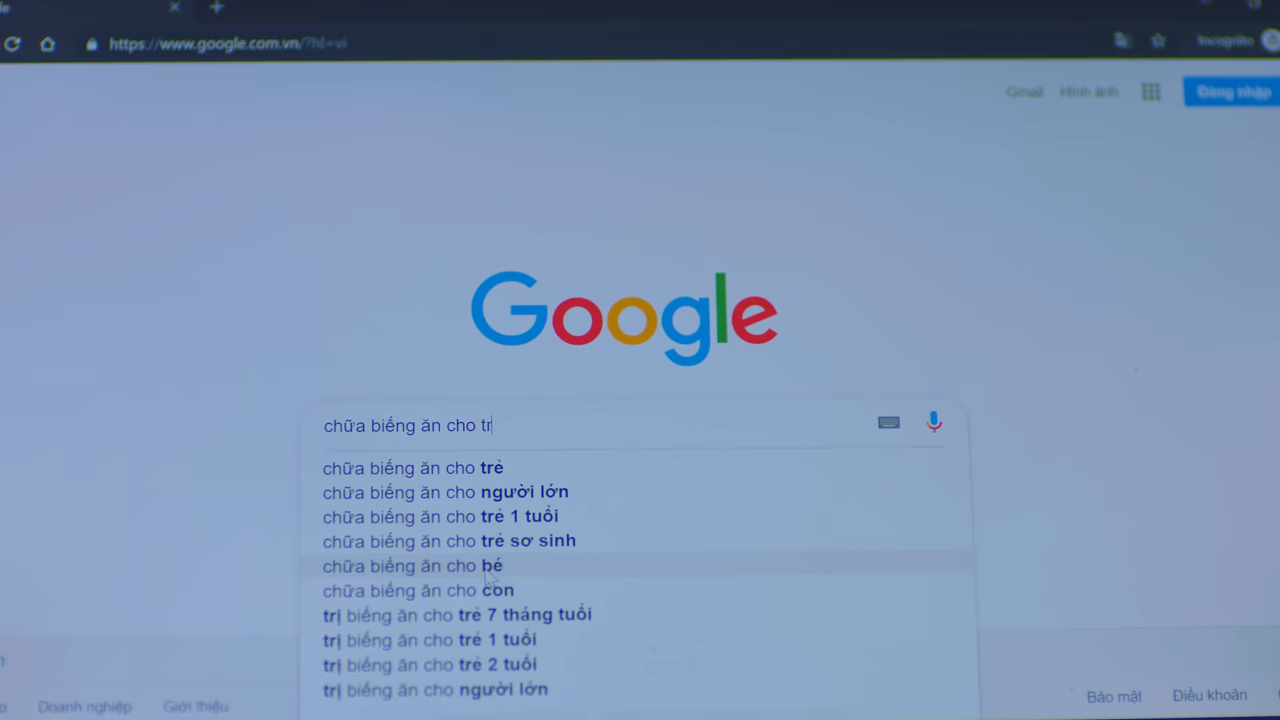 https://www.google.com.vn/?hl=vi
Incognito
Gmail Hình ảnh
Đăng nhập
Google
chữa biếng ăn cho tr
chữa biếng ăn cho trẻ
chữa biếng ăn cho người lớn
chữa biếng ăn cho trẻ 1 tuổi
chữa biếng ăn cho trẻ sơ sinh
chữa biếng ăn cho bé
chữa biếng ăn cho con
trị biếng ăn cho trẻ 7 tháng tuổi
trị biếng ăn cho trẻ 1 tuổi
trị biếng ăn cho trẻ 2 tuổi
trị biếng ăn cho người lớn
Doanh nghiệp Giới thiệu Bảo mật Điều khoản